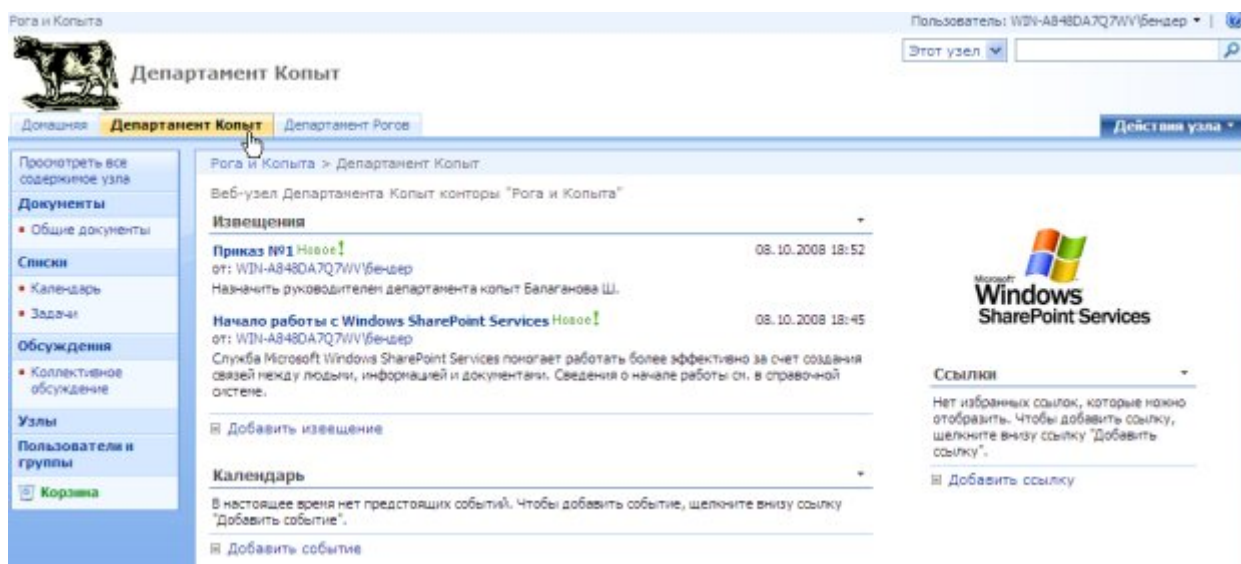 Рога и Копыта
Пользователь: WIN-A848DA7Q7WV\бендер
Этот узел
Департамент Копыт
Домашняя
Департамент Копыт
Департамент Рогов
Действия узла
Просмотреть все
содержимое узла
Документы
Общие документы
Списки
Календарь
Задачи
Обсуждения
Коллективное
обсуждение
Узлы
Пользователи и
группы
Корзина
Рога и Копыта > Департамент Копыт
Веб-узел Департамента Копыт конторы "Рога и Копыта"
Извещения
Приказ №1 Новое! 08.10.2008 18:52
от: WIN-A848DA7Q7WV\бендер
Назначить руководителем департамента копыт Балаганова Ш.
Начало работы с Windows SharePoint Services Новое! 08.10.2008 18:45
от: WIN-A848DA7Q7WV\бендер
Служба Microsoft Windows SharePoint Services помогает работать более эффективно за счет создания
связей между людьми, информацией и документами. Сведения о начале работы см. в справочной
системе.
Добавить извещение
Календарь
В настоящее время нет предстоящих событий. Чтобы добавить событие, щелкните внизу ссылку
"Добавить событие".
Добавить событие
Microsoft
Windows
SharePoint Services
Ссылки
Нет избранных ссылок, которые можно
отобразить. Чтобы добавить ссылку,
щелкните внизу ссылку "Добавить
ссылку".
Добавить ссылку